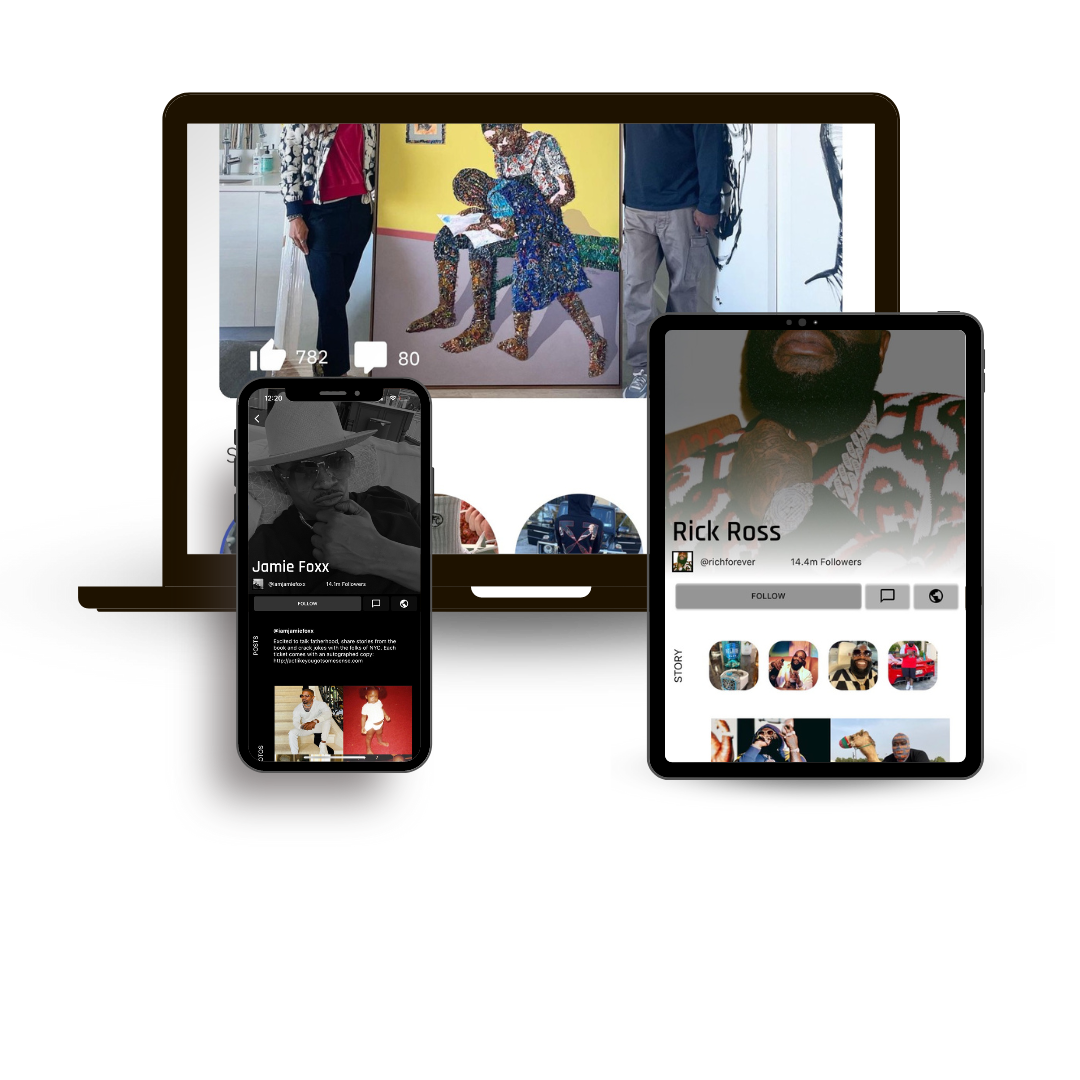 782 80
12:20
Jamie Foxx
@iamjamiefoxx 14.1m Followers
FOLLOW
POSTS
@iamjamiefoxx
Excited to talk fatherhood, share stories from the
book and crack jokes with the folks of NYC. Each
ticket comes with an autographed copy:
http://actlikeyougotsomesense.com
Rick Ross
@richforever 14.4m Followers
FOLLOW
STORY